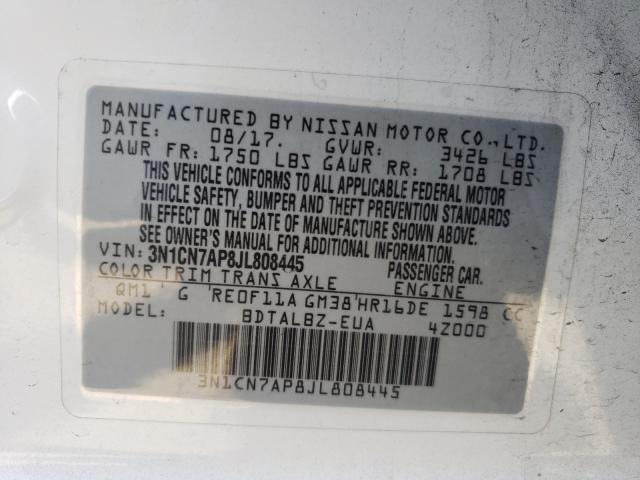 MANUFACTURED BY NISSAN MOTOR CO.,LTD.
DATE: 08/17. GVWR: 3426 LBS
GAWR FR: 1750 LBS GAWR RR: 1708 LBS
THIS VEHICLE CONFORMS TO ALL APPLICABLE FEDERAL MOTOR
VEHICLE SAFETY, BUMPER AND THEFT PREVENTION STANDARDS
IN EFFECT ON THE DATE OF MANUFACTURE SHOWN ABOVE.
SEE OWNER'S MANUAL FOR ADDITIONAL INFORMATION.
VIN: 3N1CN7AP8JL808445 PASSENGER CAR.
COLOR TRIM TRANS AXLE ENGINE
QM1 G RE0F11A GM38 HR16DE 1598 CC
BDTALBZ-EUA 4Z000
3N1CN7AP8JL808445